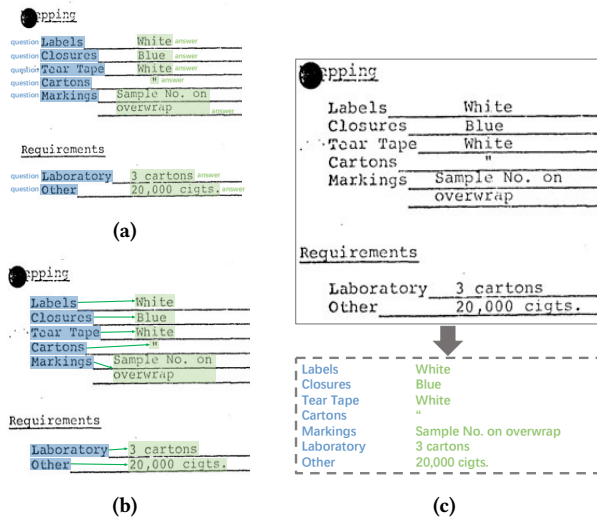 question Labels White answer
question Closures Blue answer
question Tear Tape White answer
question Cartons " answer
question Markings Sample No. on
overwrap answer
Requirements
question Laboratory 3 cartons answer
question Other 20,000 cigts. answer
(a)
Labels White
Closures Blue
Tear Tape White
Cartons "
Markings Sample No. on
overwrap
Requirements
Laboratory 3 cartons
Other 20,000 cigts.
(b)
Labels White
Closures Blue
Tear Tape White
Cartons "
Markings Sample No. on
overwrap
Requirements
Laboratory 3 cartons
Other 20,000 cigts.
Labels White
Closures Blue
Tear Tape White
Cartons “
Markings Sample No. on overwrap
Laboratory 3 cartons
Other 20,000 cigts.
(c)